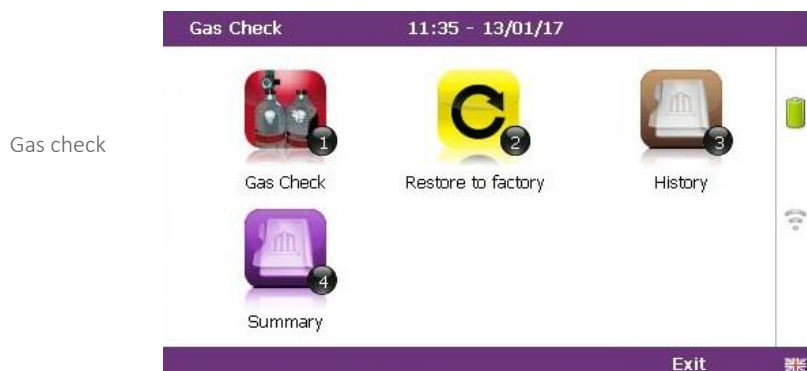 Gas Check 11:35 - 13/01/17
Gas check
1 2 3
Gas Check Restore to factory History
4
Summary
Exit